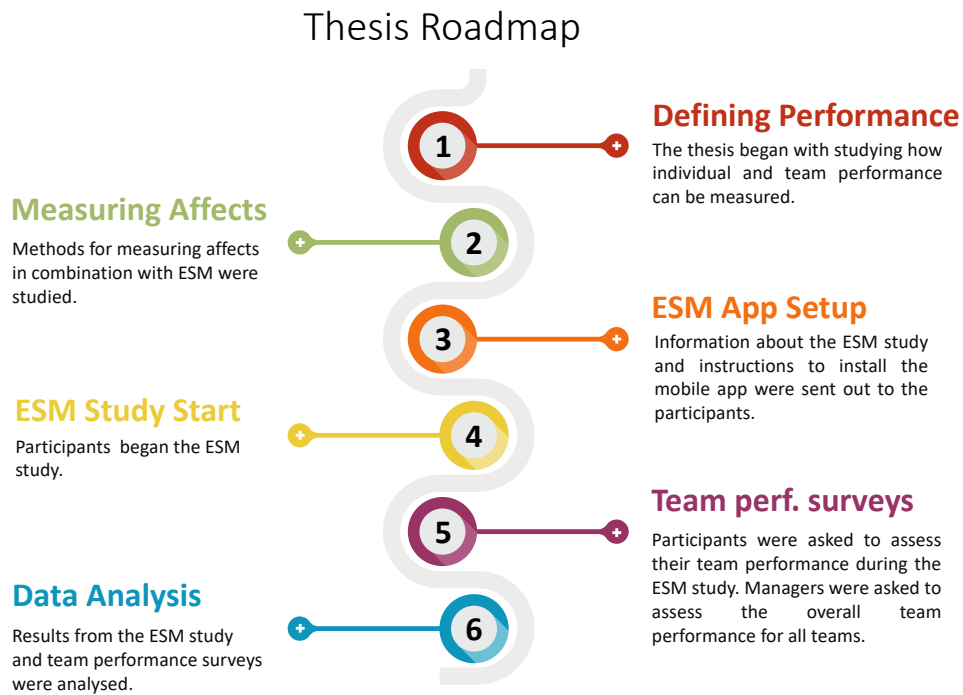 Thesis Roadmap
1
Defining Performance
The thesis began with studying how
individual and team performance
can be measured.
Measuring Affects
Methods for measuring affects
in combination with ESM were
studied.
2
3
ESM App Setup
Information about the ESM study
and instructions to install the
mobile app were sent out to the
participants.
ESM Study Start
Participants began the ESM
study.
4
5
Team perf. surveys
Participants were asked to assess
their team performance during the
ESM study. Managers were asked to
assess the overall team
performance for all teams.
Data Analysis
Results from the ESM study
and team performance surveys
were analysed.
6